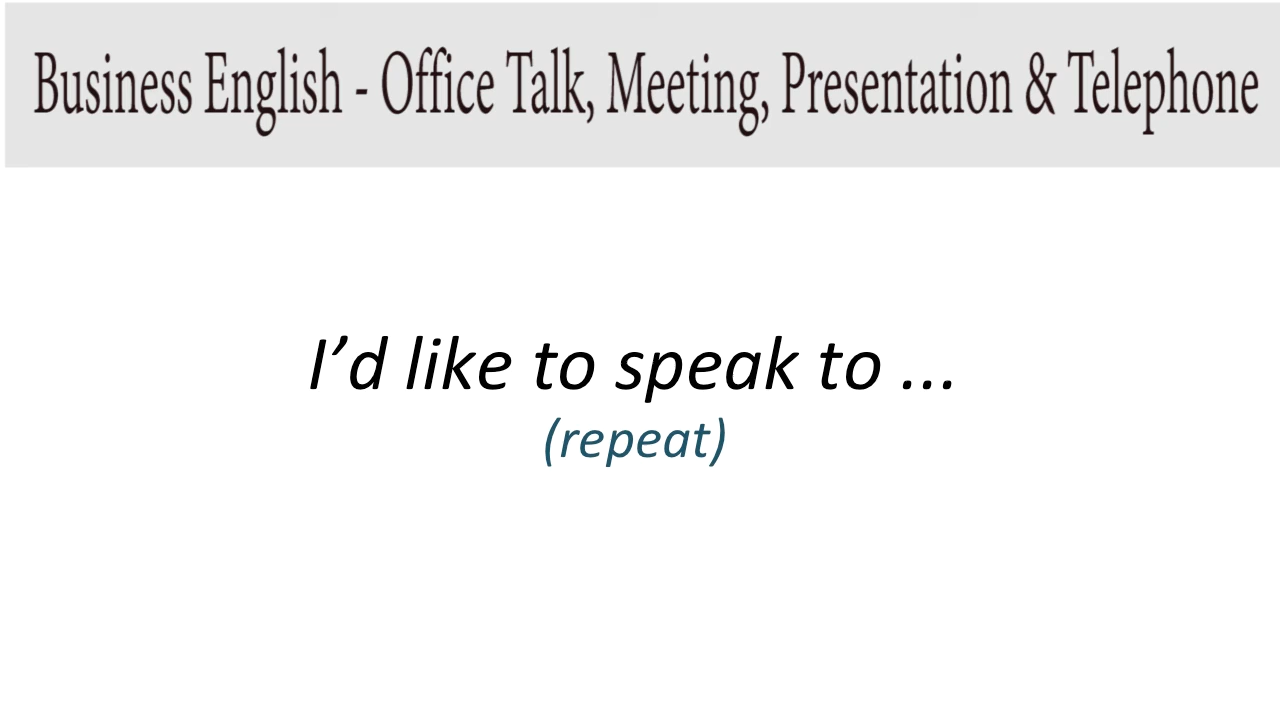 Business English - Office Talk, Meeting, Presentation & Telephone
I’d like to speak to ...
(repeat)